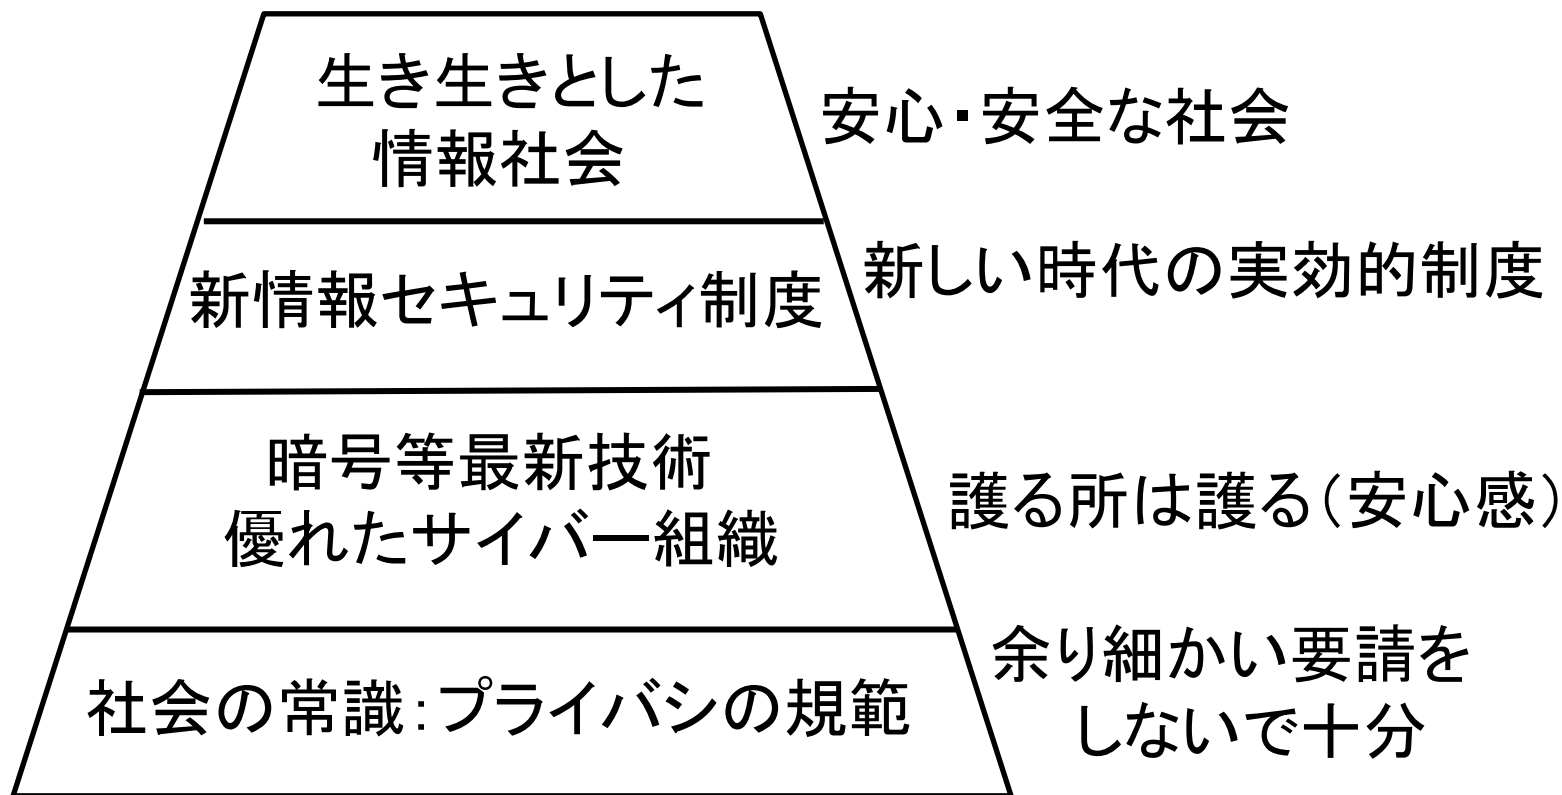 生き生きとした
情報社会
安心・安全な社会
新情報セキュリティ制度
新しい時代の実効的制度
暗号等最新技術
優れたサイバー組織
護る所は護る（安心感）
社会の常識：プライバシの規範
余り細かい要請を
しないで十分